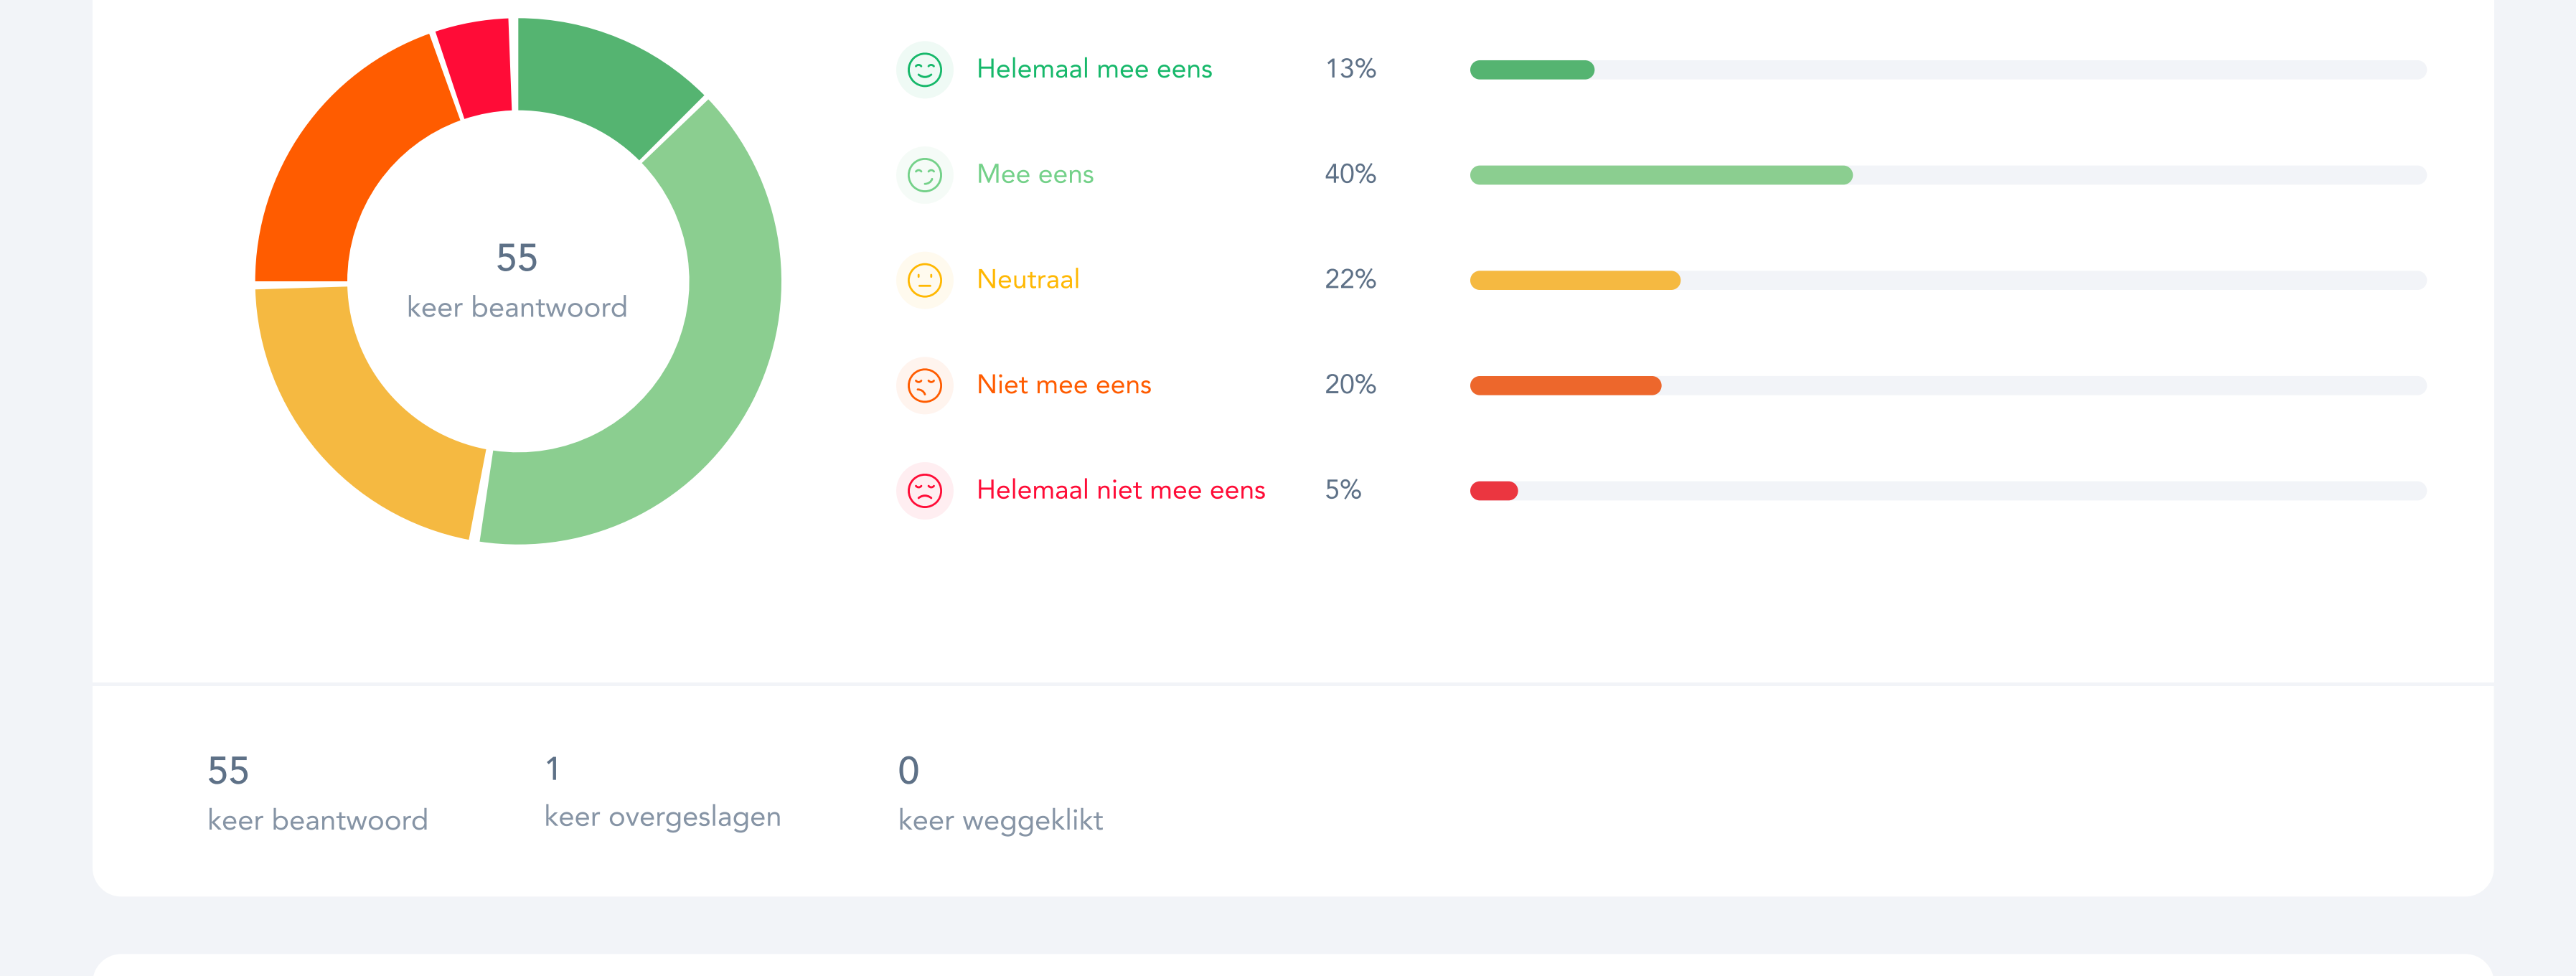 55
keer beantwoord
Helemaal mee eens 13%
Mee eens 40%
Neutraal 22%
Niet mee eens 20%
Helemaal niet mee eens 5%
55
keer beantwoord
1
keer overgeslagen
0
keer weggeklikt